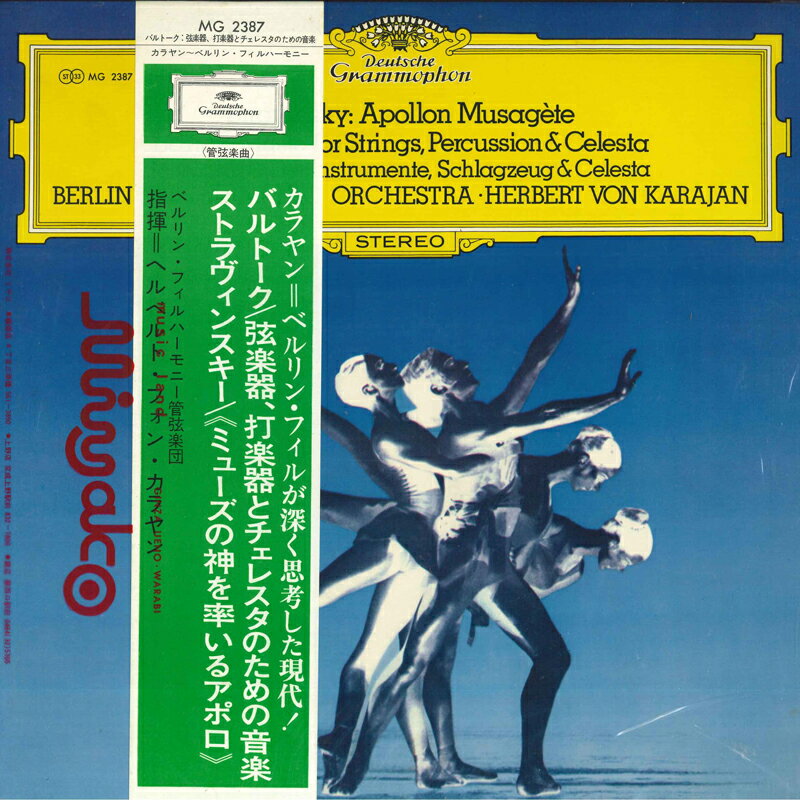 MG 2387
バルトーク:弦楽器、打楽器とチェレスタのための音楽
カラヤン〜ベルリン・フィルハーモニー
Deutsche
Grammophon
〈管弦楽曲〉
カラヤン=ベルリン・フィルが深く思考した現代!
バルトーク/弦楽器、打楽器とチェレスタのための音楽
ストラヴィンスキー/《ミューズの神を率いるアポロ》
ベルリン・フィルハーモニー管弦楽団
指揮=ヘルベルト・フォン・カラヤン
ST 33 MG 2387
Deutsche
Grammophon
ky: Apollon Musagète
or Strings, Percussion & Celesta
nstrumente, Schlagzeug & Celesta
BERLIN ORCHESTRA · HERBERT VON KARAJAN
STEREO
Miyako
music land
UENO · WARABI